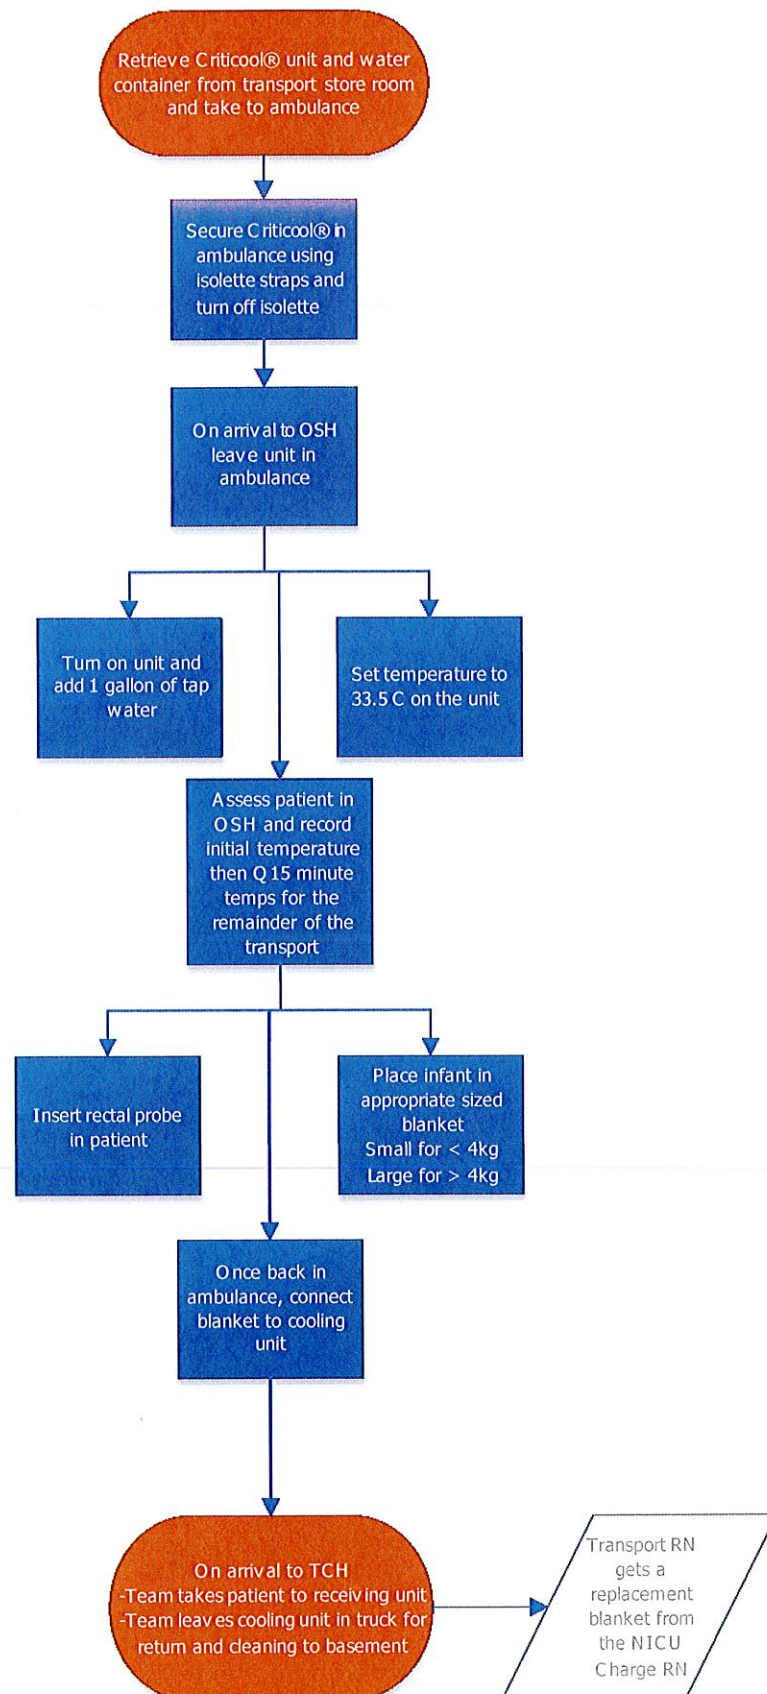 Retrieve Criticool® unit and water
container from transport store room
and take to ambulance
Secure Criticool® in
ambulance using
isolette straps and
turn off isolette
On arrival to OSH
leave unit in
ambulance
Turn on unit and
add 1 gallon of tap
water
Set temperature to
33.5 C on the unit
Assess patient in
OSH and record
initial temperature
then Q15 minute
temps for the
remainder of the
transport
Insert rectal probe
in patient
Place infant in
appropriate sized
blanket
Small for < 4kg
Large for > 4kg
Once back in
ambulance, connect
blanket to cooling
unit
On arrival to TCH
-Team takes patient to receiving unit
-Team leaves cooling unit in truck for
return and cleaning to basement
Transport RN
gets a
replacement
blanket from
the NICU
Charge RN